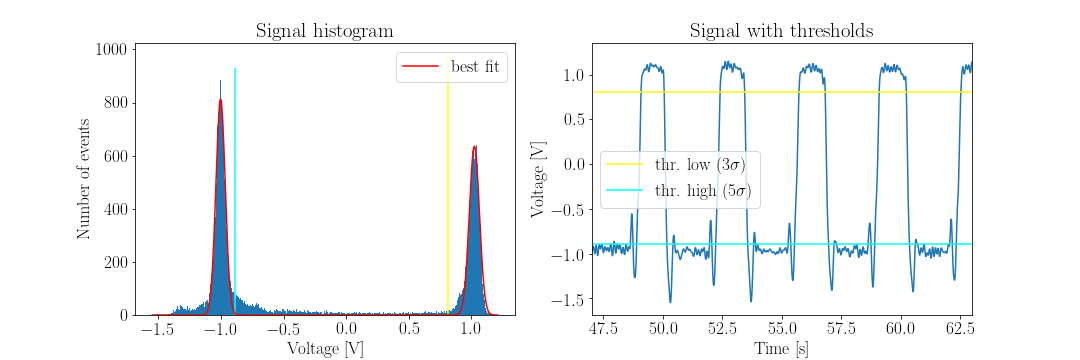 Signal histogram
best fit
Number of events
1000
800
600
400
200
0
−1.5 −1.0 −0.5 0.0 0.5 1.0
Voltage [V]
Signal with thresholds
thr. low (3σ)
thr. high (5σ)
Voltage [V]
1.0
0.5
0.0
−0.5
−1.0
−1.5
47.5 50.0 52.5 55.0 57.5 60.0 62.5
Time [s]